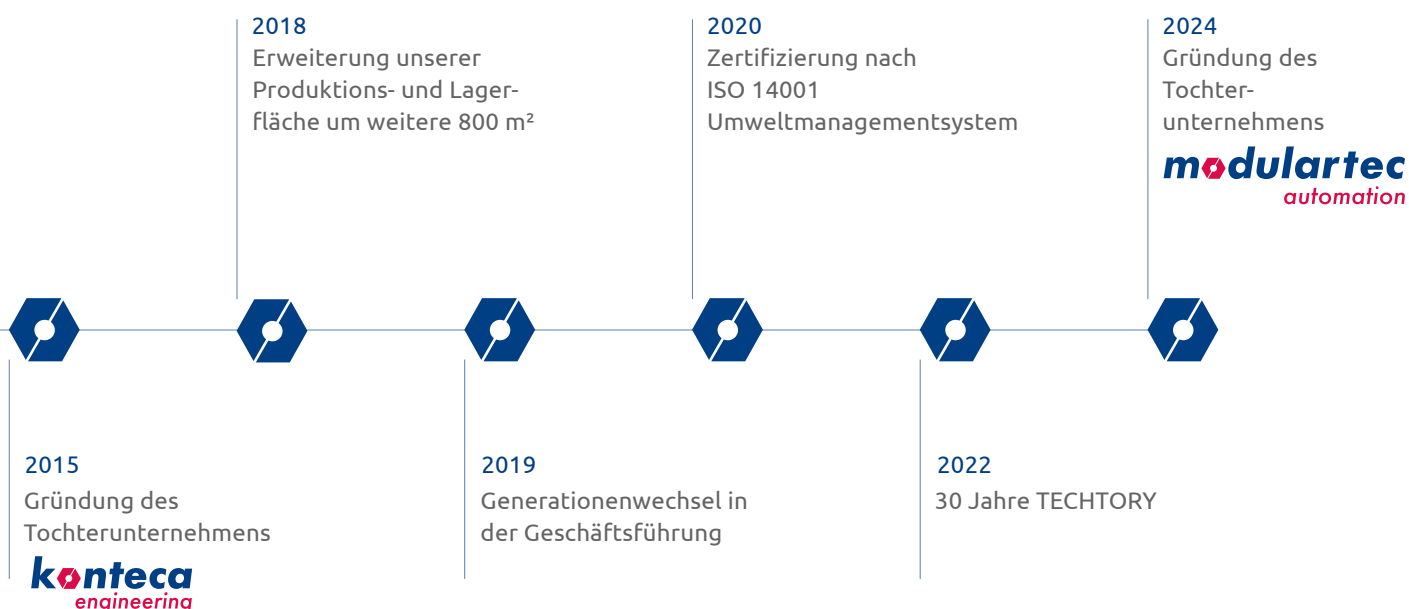 2018
Erweiterung unserer
Produktions- und Lager-
fläche um weitere 800 m²
2020
Zertifizierung nach
ISO 14001
Umweltmanagementsystem
2024
Gründung des
Tochter-
unternehmens
modulartec
automation
2015
Gründung des
Tochterunternehmens
konteca
engineering
2019
Generationenwechsel in
der Geschäftsführung
2022
30 Jahre TECHTORY